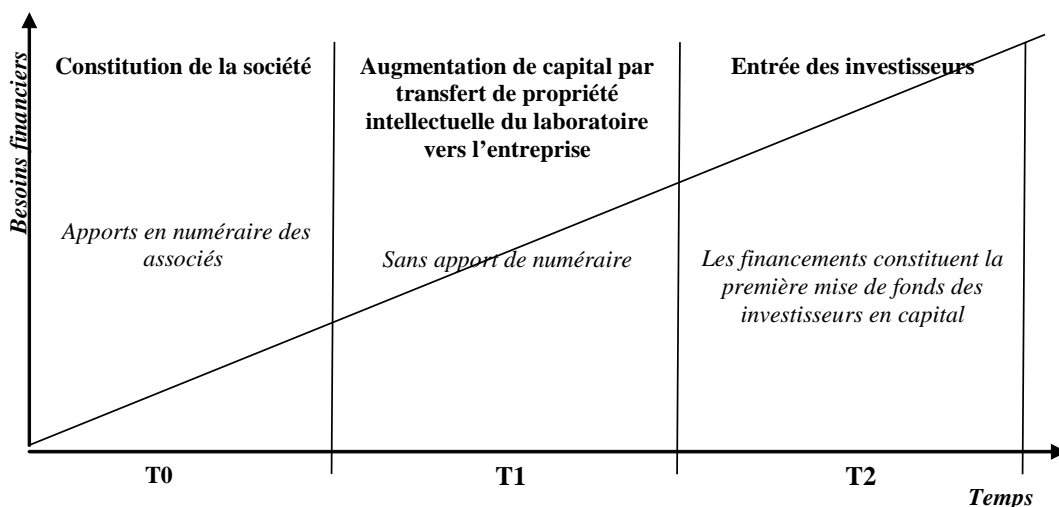 Besoins financiers
Constitution de la société
Apports en numéraire des
associés
Augmentation de capital par
transfert de propriété
intellectuelle du laboratoire
vers l'entreprise
Sans apport de numéraire
Entrée des investisseurs
Les financements constituent la
première mise de fonds des
investisseurs en capital
T0
T1
T2
Temps